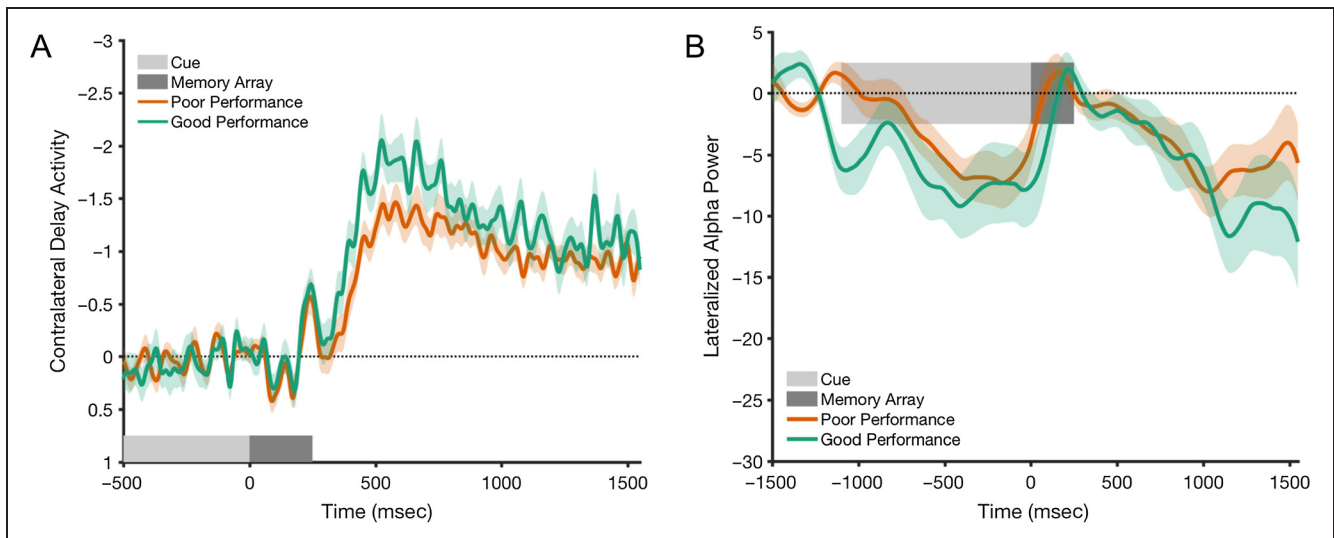 A
Contralateral Delay Activity
−3
−2.5
−2
−1.5
−1
−0.5
0
0.5
1
Cue
Memory Array
Poor Performance
Good Performance
−500
0
500
1000
1500
Time (msec)
B
Lateralized Alpha Power
5
0
−5
−10
−15
−20
−25
−30
Cue
Memory Array
Poor Performance
Good Performance
−1500
−1000
−500
0
500
1000
1500
Time (msec)